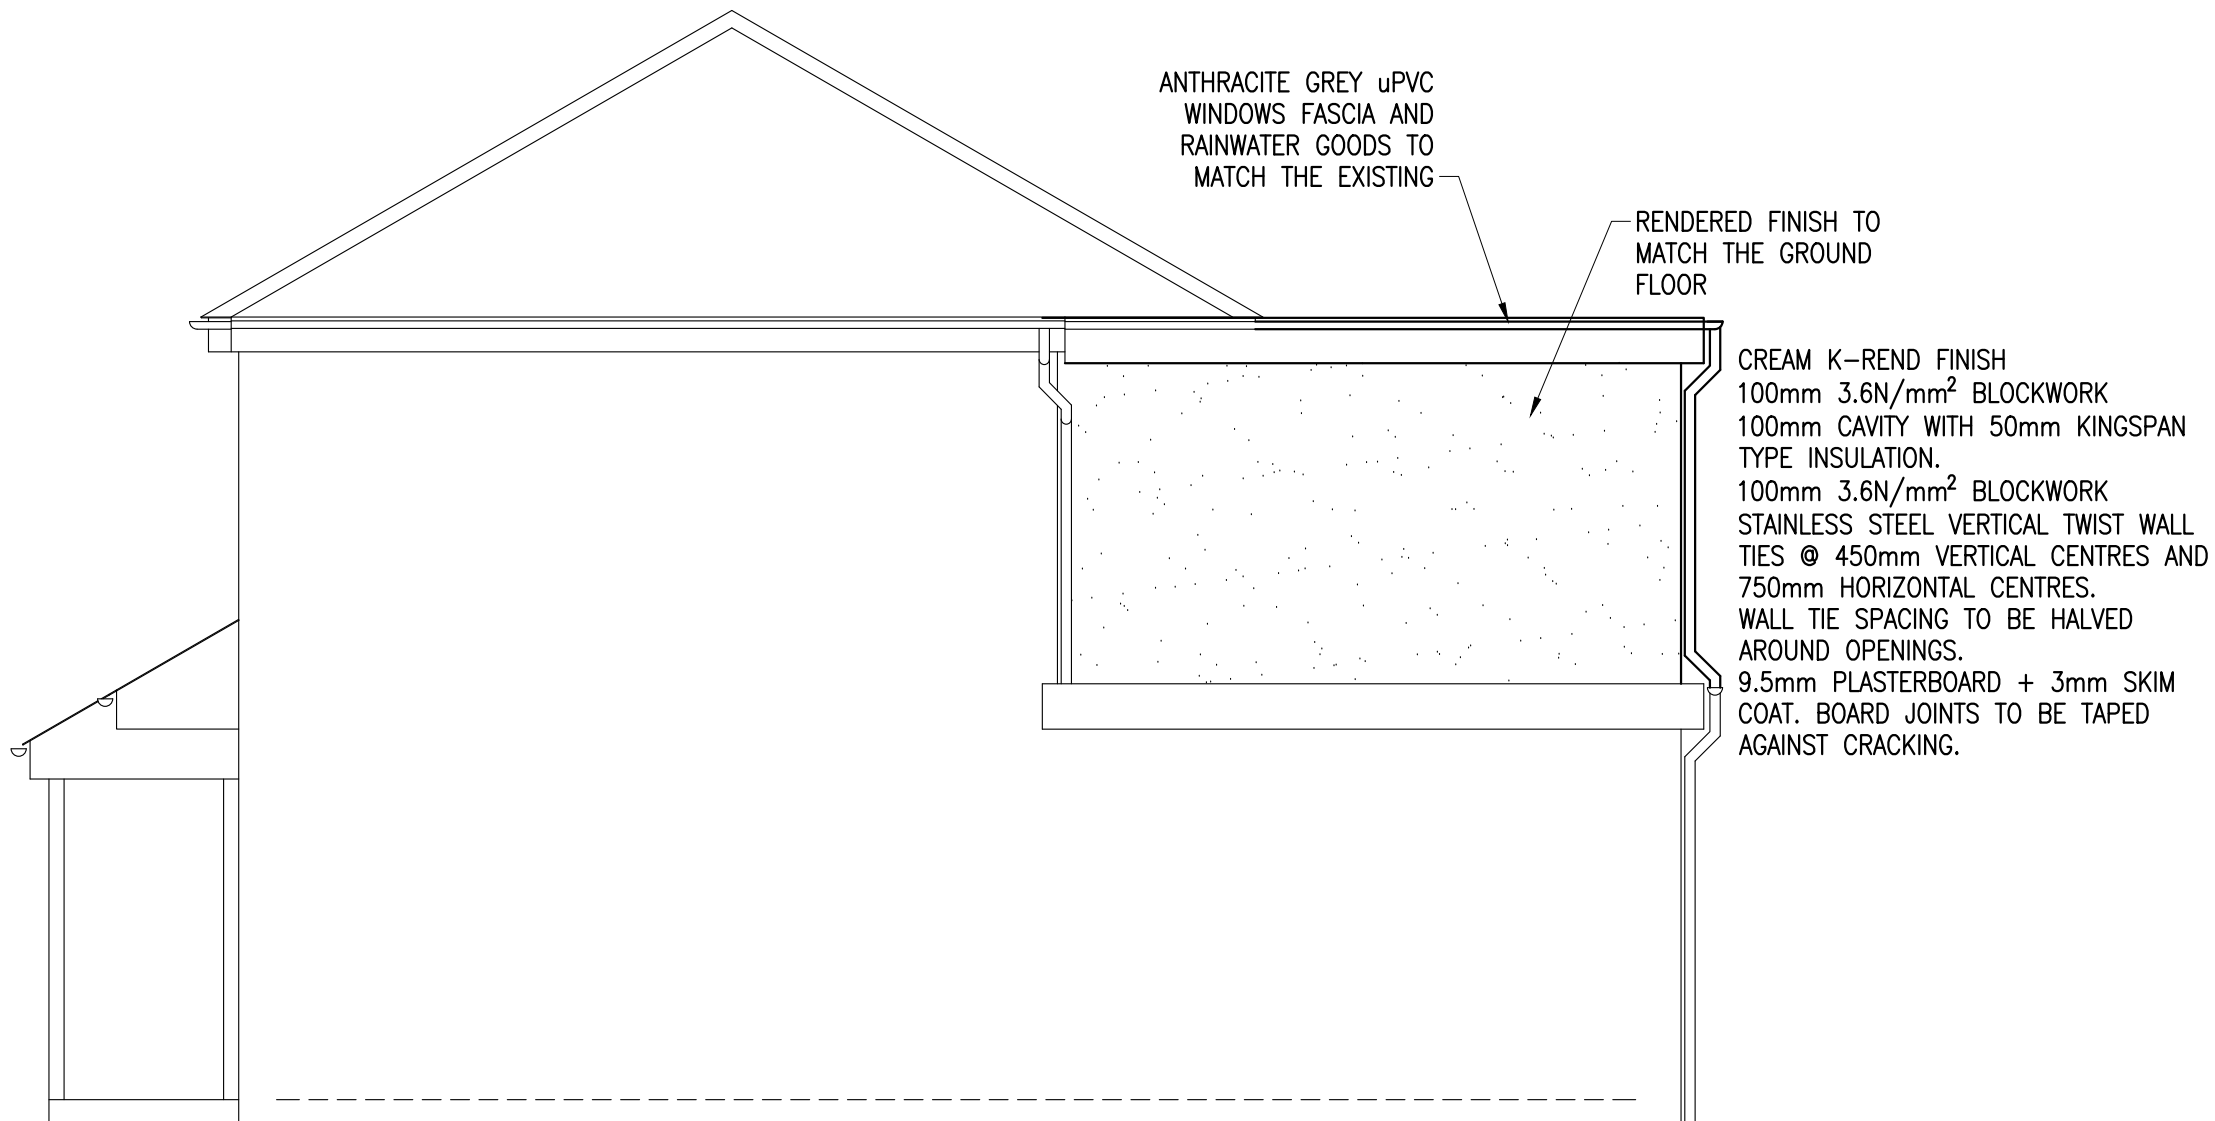 ANTHRACITE GREY uPVC
WINDOWS FASCIA AND
RAINWATER GOODS TO
MATCH THE EXISTING
RENDERED FINISH TO
MATCH THE GROUND
FLOOR
CREAM K-REND FINISH
100mm 3.6N/mm² BLOCKWORK
100mm CAVITY WITH 50mm KINGSPAN
TYPE INSULATION.
100mm 3.6N/mm² BLOCKWORK
STAINLESS STEEL VERTICAL TWIST WALL
TIES @ 450mm VERTICAL CENTRES AND
750mm HORIZONTAL CENTRES.
WALL TIE SPACING TO BE HALVED
AROUND OPENINGS.
9.5mm PLASTERBOARD + 3mm SKIM
COAT. BOARD JOINTS TO BE TAPED
AGAINST CRACKING.